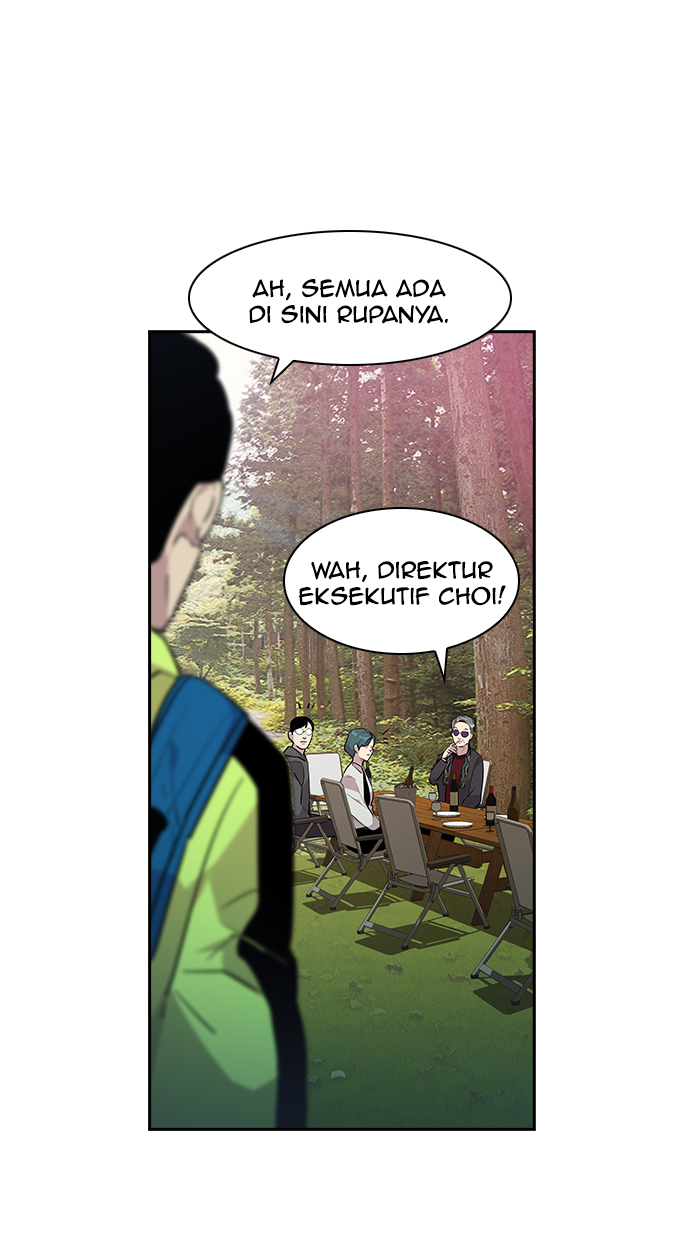 AH, SEMUA ADA
DI SINI RUPANYA.
WAH, DIREKTUR
EKSEKUTIF CHOI!